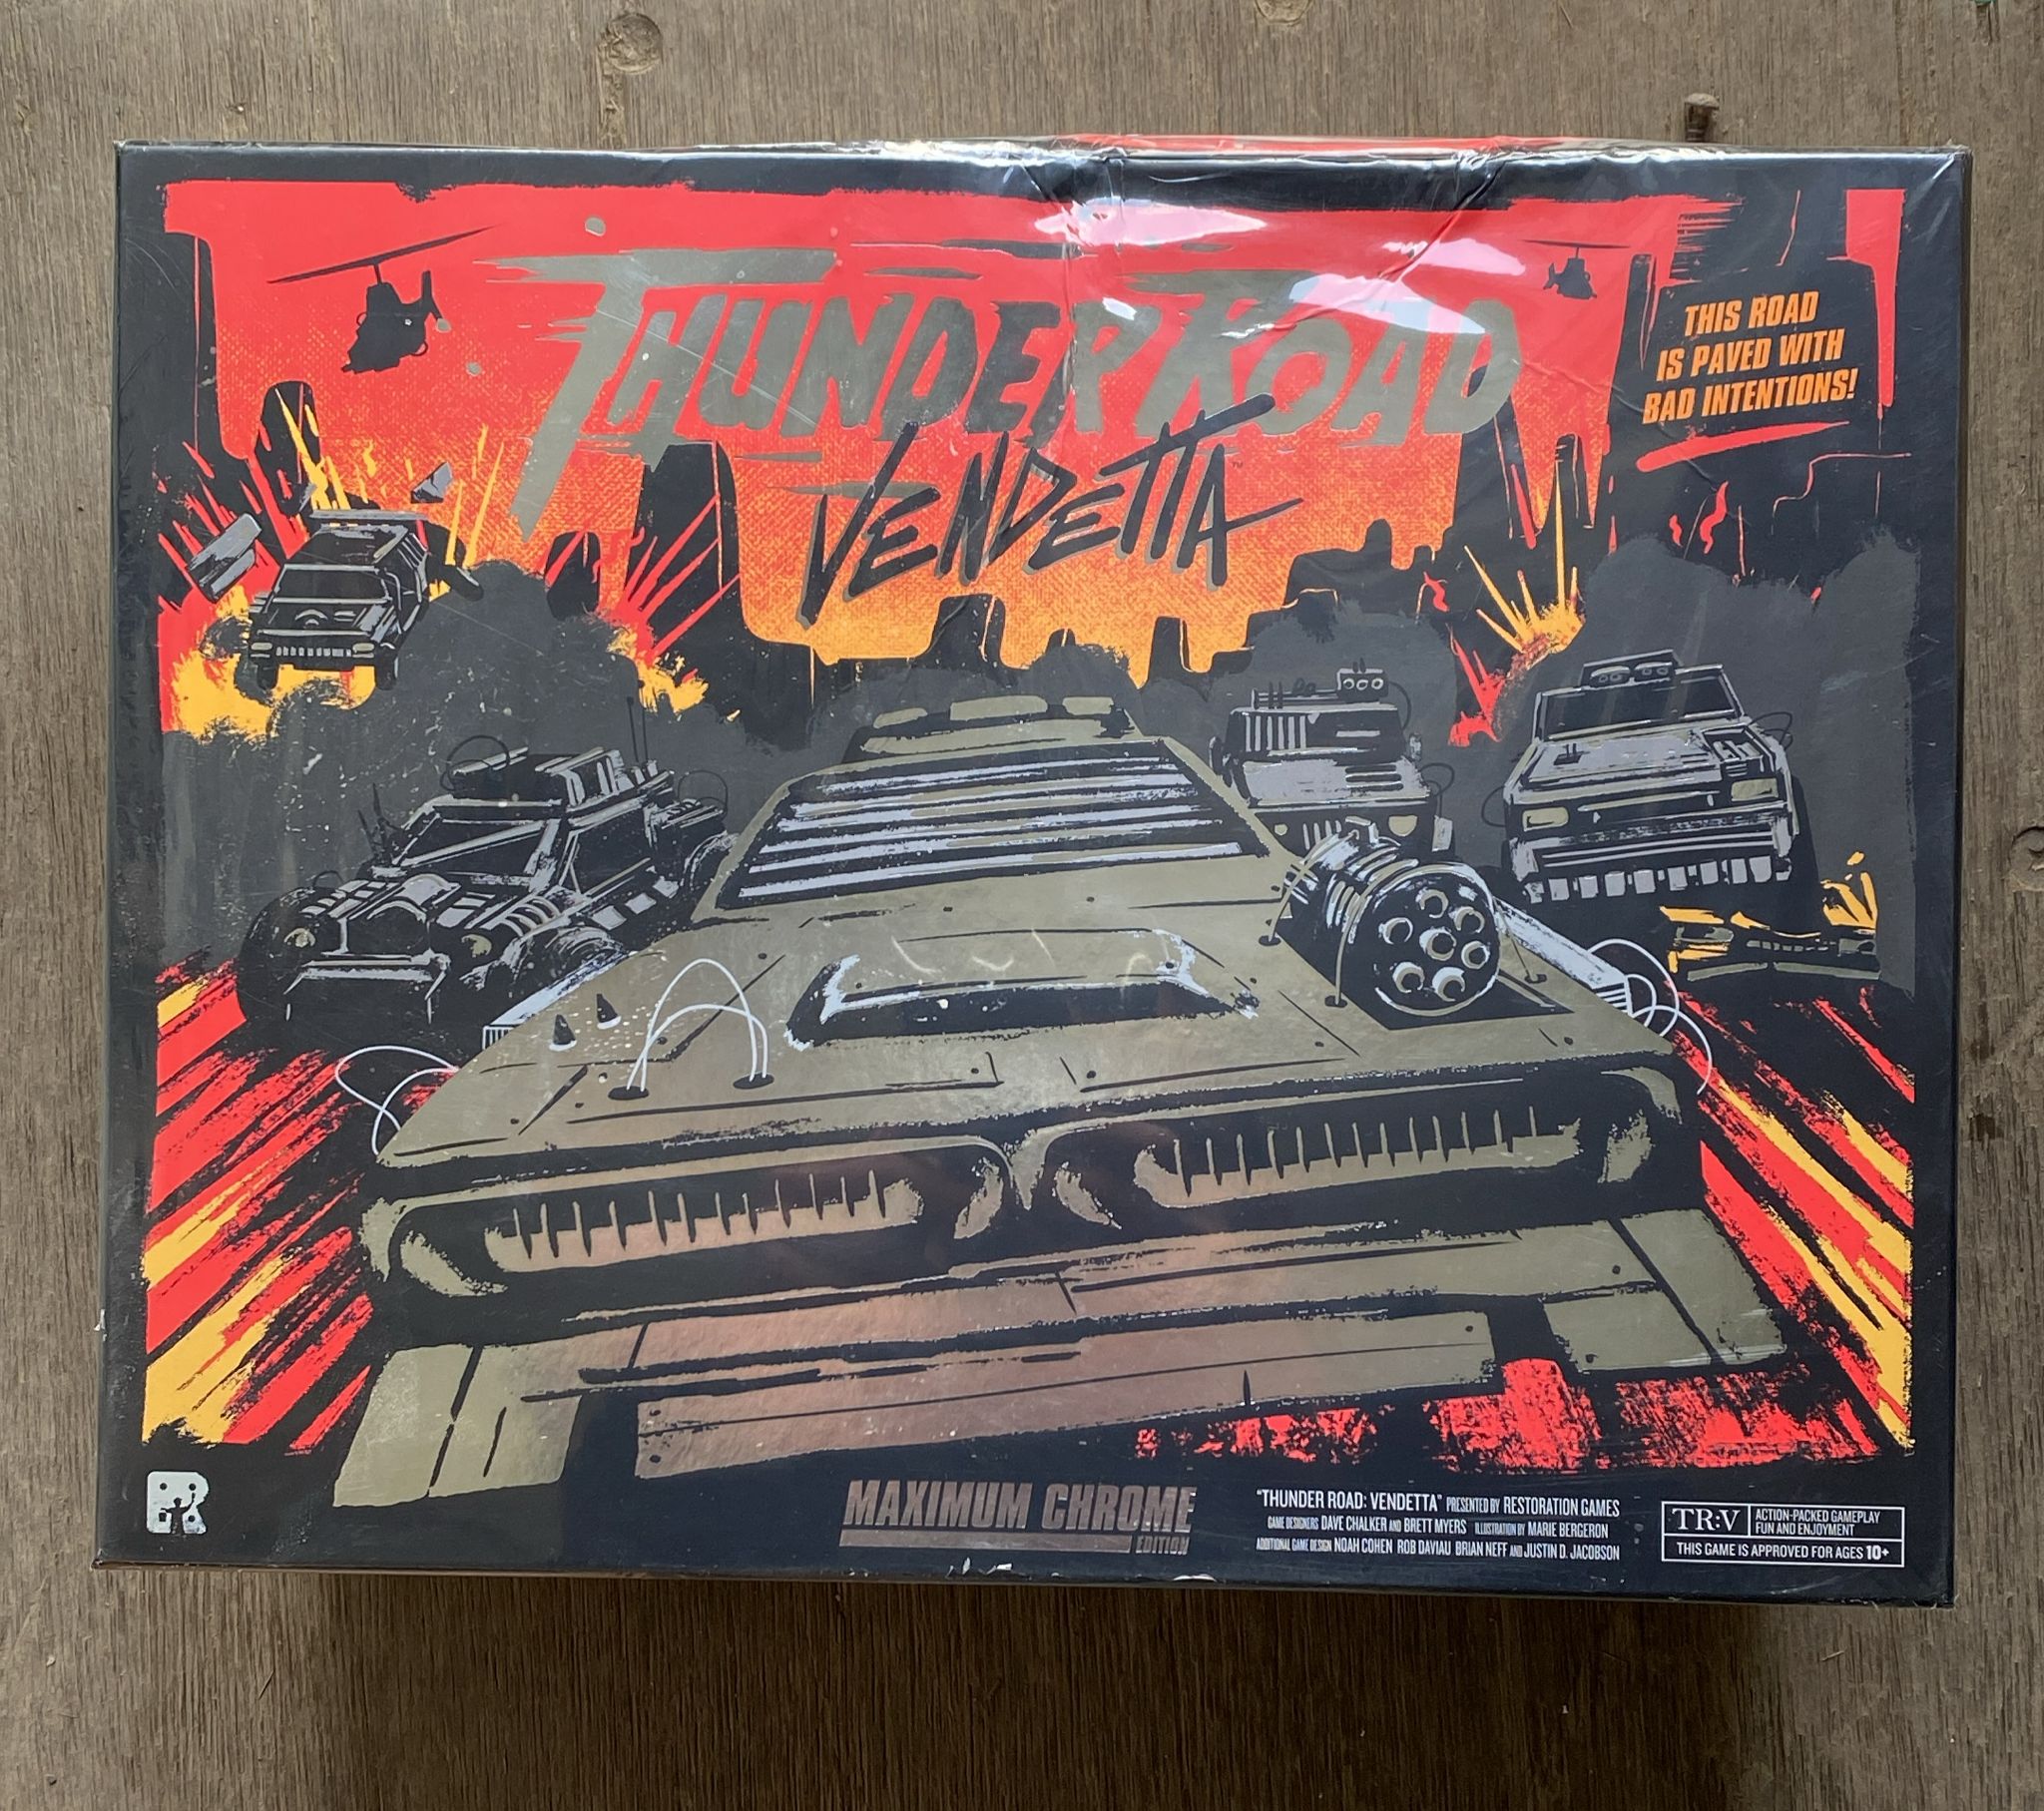 THUNDER ROAD
VENDETTA™
THIS ROAD
IS PAVED WITH
BAD INTENTIONS!
R
MAXIMUM CHROME
EDITION
"THUNDER ROAD: VENDETTA" PRESENTED BY RESTORATION GAMES
GAME DESIGNERS DAVE CHALKER AND BRETT MYERS ILLUSTRATION BY MARIE BERGERON
ADDITIONAL GAME DESIGN NOAH COHEN ROB DAVIAU BRIAN NEFF AND JUSTIN D. JACOBSON
TR:V
ACTION-PACKED GAMEPLAY
FUN AND ENJOYMENT
THIS GAME IS APPROVED FOR AGES 10+